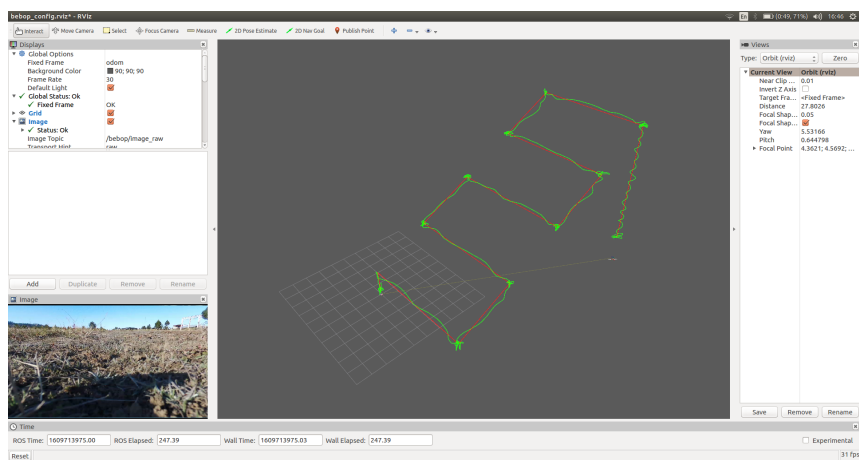 bebop_config.rviz* - RViz
En (0:49, 71%) 16:46
Interact Move Camera Select Focus Camera Measure 2D Pose Estimate 2D Nav Goal Publish Point
Displays
Global Options
Fixed Frame odom
Background Color 90; 90; 90
Frame Rate 30
Default Light
Global Status: Ok
Fixed Frame OK
Grid
Image
Status: Ok
Image Topic /bebop/image_raw
Transport Hint raw
Add Duplicate Remove Rename
Image
Views
Type: Orbit (rviz) Zero
Current View Orbit (rviz)
Near Clip ... 0.01
Invert Z Axis
Target Fra... <Fixed Frame>
Distance 27.8026
Focal Shap... 0.05
Focal Shap...
Yaw 5.53166
Pitch 0.644798
Focal Point 4.3621; 4.5692; ...
Save Remove Rename
Time
ROS Time: 1609713975.00 ROS Elapsed: 247.39 Wall Time: 1609713975.03 Wall Elapsed: 247.39 Experimental
Reset 31 fps